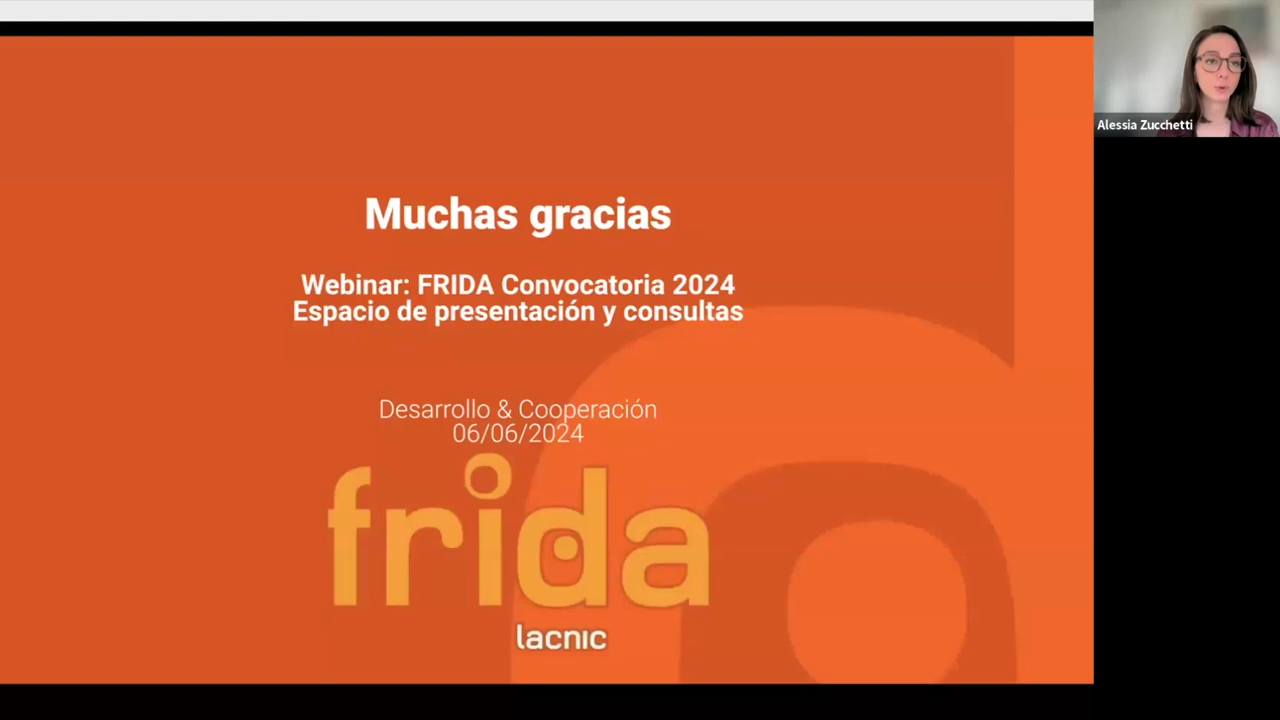 Muchas gracias
Webinar: FRIDA Convocatoria 2024
Espacio de presentación y consultas
Desarrollo & Cooperación
06/06/2024
frida
lacnic
Alessia Zucchetti